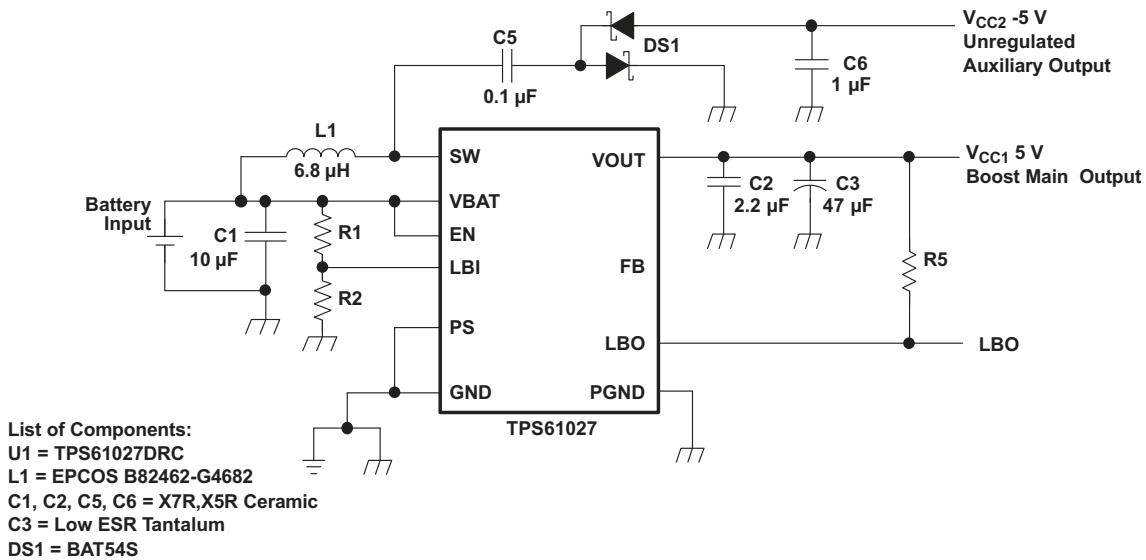 V_CC2 -5 V
Unregulated
Auxiliary Output
C5
0.1 µF
DS1
C6
1 µF
L1
6.8 µH
SW
VOUT
V_CC1 5 V
Boost Main Output
Battery
Input
VBAT
C2
2.2 µF
C3
47 µF
C1
10 µF
R1
EN
LBI
FB
R5
R2
PS
LBO
LBO
GND
PGND
TPS61027
List of Components:
U1 = TPS61027DRC
L1 = EPCOS B82462-G4682
C1, C2, C5, C6 = X7R,X5R Ceramic
C3 = Low ESR Tantalum
DS1 = BAT54S